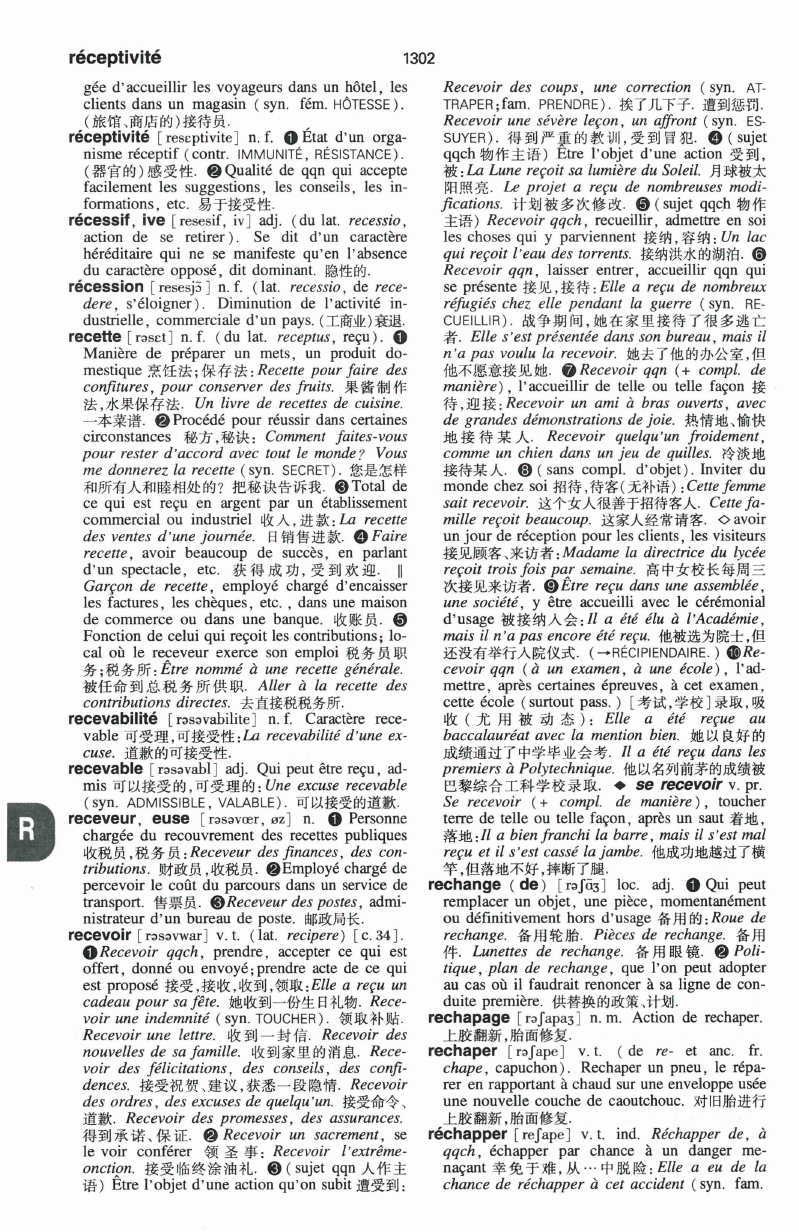 réceptivité
1302
gée d'accueillir les voyageurs dans un hôtel, les
clients dans un magasin (syn. fém. HÔTESSE).
(旅馆、商店的)接待员.
réceptivité [reseptivite] n. f. ❶ État d'un orga-
nisme réceptif (contr. IMMUNITÉ, RÉSISTANCE).
(器官的)感受性. ❷ Qualité de qqn qui accepte
facilement les suggestions, les conseils, les in-
formations, etc. 易于接受性.
récessif, ive [resesif, iv] adj. (du lat. recessio,
action de se retirer). Se dit d'un caractère
héréditaire qui ne se manifeste qu'en l'absence
du caractère opposé, dit dominant. 隐性的.
récession [resesjɔ̃] n. f. (lat. recessio, de rece-
dere, s'éloigner). Diminution de l'activité in-
dustrielle, commerciale d'un pays. (工商业)衰退.
recette [rəsɛt] n. f. (du lat. receptus, reçu). ❶
Manière de préparer un mets, un produit do-
mestique 烹饪法;保存法: Recette pour faire des
confitures, pour conserver des fruits. 果酱制作
法,水果保存法. Un livre de recettes de cuisine.
一本菜谱. ❷ Procédé pour réussir dans certaines
circonstances 秘方,秘诀: Comment faites-vous
pour rester d'accord avec tout le monde? Vous
me donnerez la recette (syn. SECRET). 您是怎样
和所有人和睦相处的? 把秘诀告诉我. ❸ Total de
ce qui est reçu en argent par un établissement
commercial ou industriel 收入,进款: La recette
des ventes d'une journée. 日销售进款. ❹ Faire
recette, avoir beaucoup de succès, en parlant
d'un spectacle, etc. 获得成功,受到欢迎. ‖
Garçon de recette, employé chargé d'encaisser
les factures, les chèques, etc., dans une maison
de commerce ou dans une banque. 收账员. ❺
Fonction de celui qui reçoit les contributions; lo-
cal où le receveur exerce son emploi 税务员职
务;税务所: Être nommé à une recette générale.
被任命到总税务所供职. Aller à la recette des
contributions directes. 去直接税税务所.
recevabilité [rəsəvabilite] n. f. Caractère rece-
vable 可受理,可接受性: La recevabilité d'une ex-
cuse. 道歉的可接受性.
recevable [rəsəvabl] adj. Qui peut être reçu, ad-
mis 可以接受的,可受理的: Une excuse recevable
(syn. ADMISSIBLE, VALABLE). 可以接受的道歉.
receveur, euse [rəsəvœr, øz] n. ❶ Personne
chargée du recouvrement des recettes publiques
收税员,税务员: Receveur des finances, des con-
tributions. 财政员,收税员. ❷ Employé chargé de
percevoir le coût du parcours dans un service de
transport. 售票员. ❸ Receveur des postes, admi-
nistrateur d'un bureau de poste. 邮政局长.
recevoir [rəsəvwar] v. t. (lat. recipere) [c. 34].
❶ Recevoir qqch, prendre, accepter ce qui est
offert, donné ou envoyé; prendre acte de ce qui
est proposé 接受,接收,收到,领取: Elle a reçu un
cadeau pour sa fête. 她收到一份生日礼物. Rece-
voir une indemnité (syn. TOUCHER). 领取补贴.
Recevoir une lettre. 收到一封信. Recevoir des
nouvelles de sa famille. 收到家里的消息. Rece-
voir des félicitations, des conseils, des confi-
dences. 接受祝贺、建议,获悉一段隐情. Recevoir
des ordres, des excuses de quelqu'un. 接受命令、
道歉. Recevoir des promesses, des assurances.
得到承诺、保证. ❷ Recevoir un sacrement, se
le voir conférer 领圣事: Recevoir l'extrême-
onction. 接受临终涂油礼. ❸ (sujet qqn 人作主
语) Être l'objet d'une action qu'on subit 遭受到:
Recevoir des coups, une correction (syn. AT-
TRAPER; fam. PRENDRE). 挨了几下子. 遭到惩罚.
Recevoir une sévère leçon, un affront (syn. ES-
SUYER). 得到严重的教训,受到冒犯. ❹ (sujet
qqch 物作主语) Être l'objet d'une action 受到,
被: La Lune reçoit sa lumière du Soleil. 月球被太
阳照亮. Le projet a reçu de nombreuses modi-
fications. 计划被多次修改. ❺ (sujet qqch 物作
主语) Recevoir qqch, recueillir, admettre en soi
les choses qui y parviennent 接纳,容纳: Un lac
qui reçoit l'eau des torrents. 接纳洪水的湖泊. ❻
Recevoir qqn, laisser entrer, accueillir qqn qui
se présente 接见,接待: Elle a reçu de nombreux
réfugiés chez elle pendant la guerre (syn. RE-
CUEILLIR). 战争期间,她在家里接待了很多逃亡
者. Elle s'est présentée dans son bureau, mais il
n'a pas voulu la recevoir. 她去了他的办公室,但
他不愿意接见她. ❼ Recevoir qqn (+ compl. de
manière), l'accueillir de telle ou telle façon 接
待,迎接: Recevoir un ami à bras ouverts, avec
de grandes démonstrations de joie. 热情地、愉快
地接待某人. Recevoir quelqu'un froidement,
comme un chien dans un jeu de quilles. 冷淡地
接待某人. ❽ (sans compl. d'objet). Inviter du
monde chez soi 招待,待客(无补语): Cette femme
sait recevoir. 这个女人很善于招待客人. Cette fa-
mille reçoit beaucoup. 这家人经常请客. ◇ avoir
un jour de réception pour les clients, les visiteurs
接见顾客、来访者: Madame la directrice du lycée
reçoit trois fois par semaine. 高中女校长每周三
次接见来访者. ❾ Être reçu dans une assemblée,
une société, y être accueilli avec le cérémonial
d'usage 被接纳入会: Il a été élu à l'Académie,
mais il n'a pas encore été reçu. 他被选为院士,但
还没有举行入院仪式. (→RÉCIPIENDAIRE.) ❿ Re-
cevoir qqn (à un examen, à une école), l'ad-
mettre, après certaines épreuves, à cet examen,
cette école (surtout pass.) [考试,学校]录取,吸
收(尤用被动态): Elle a été reçue au
baccalauréat avec la mention bien. 她以良好的
成绩通过了中学毕业会考. Il a été reçu dans les
premiers à Polytechnique. 他以名列前茅的成绩被
巴黎综合工科学校录取. ◆ se recevoir v. pr.
Se recevoir (+ compl. de manière), toucher
terre de telle ou telle façon, après un saut 着地,
落地: Il a bien franchi la barre, mais il s'est mal
reçu et il s'est cassé la jambe. 他成功地越过了横
竿,但落地不好,摔断了腿.
rechange (de) [rəʃɑ̃ʒ] loc. adj. ❶ Qui peut
remplacer un objet, une pièce, momentanément
ou définitivement hors d'usage 备用的: Roue de
rechange. 备用轮胎. Pièces de rechange. 备用
件. Lunettes de rechange. 备用眼镜. ❷ Poli-
tique, plan de rechange, que l'on peut adopter
au cas où il faudrait renoncer à sa ligne de con-
duite première. 供替换的政策、计划.
rechapage [rəʃapaʒ] n. m. Action de rechaper.
上胶翻新,胎面修复.
rechaper [rəʃape] v. t. (de re- et anc. fr.
chape, capuchon). Rechaper un pneu, le répa-
rer en rapportant à chaud sur une enveloppe usée
une nouvelle couche de caoutchouc. 对旧胎进行
上胶翻新,胎面修复.
réchapper [reʃape] v. t. ind. Réchapper de, à
qqch, échapper par chance à un danger me-
naçant 幸免于难,从…中脱险: Elle a eu de la
chance de réchapper à cet accident (syn. fam.
R